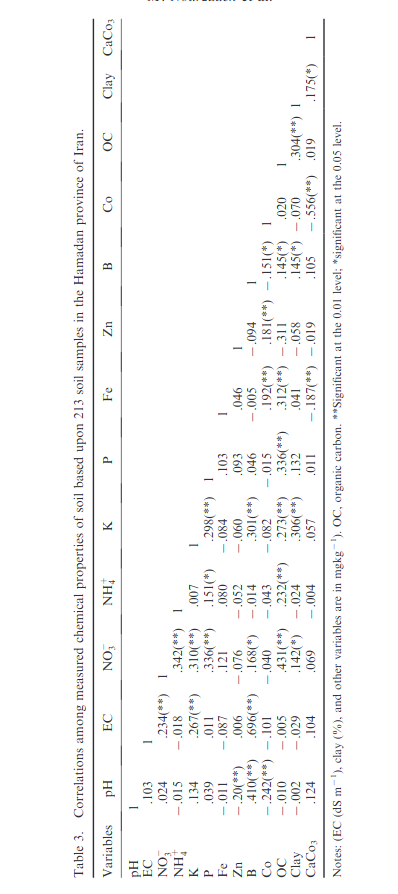 Table 3. Correlations among measured chemical properties of soil based upon 213 soil samples in the Hamadan province of Iran.
Variables pH EC NO₃⁻ NH₄⁺ K P Fe Zn B Co OC Clay CaCo₃
pH 1
EC .103 1
NO₃⁻ .024 .234(**) 1
NH₄⁺ −.015 −.018 .342(**) 1
K .134 .267(**) .310(**) .007 1
P .039 .011 .336(**) .151(*) .298(**) 1
Fe −.011 −.087 .121 .080 −.084 .103 1
Zn −.20(**) .006 −.076 −.052 −.060 .093 .046 1
B .410(**) .696(**) .168(*) −.014 .301(**) .046 −.005 −.094 1
Co −.242(**) −.101 −.040 −.043 −.082 −.015 .192(**) .181(**) −.151(*) 1
OC −.010 −.005 .431(**) .232(**) .273(**) .336(**) .312(**) −.311 .145(*) .020 1
Clay −.002 −.029 .142(*) −.024 .306(**) .132 .041 −.058 .145(*) −.070 .304(**) 1
CaCo₃ .124 .104 .069 −.004 .057 .011 −.187(**) −.019 .105 −.556(**) .019 .175(*) 1
Notes: (EC (dS m⁻¹), clay (%), and other variables are in mgkg⁻¹). OC, organic carbon. **Significant at the 0.01 level; *significant at the 0.05 level.